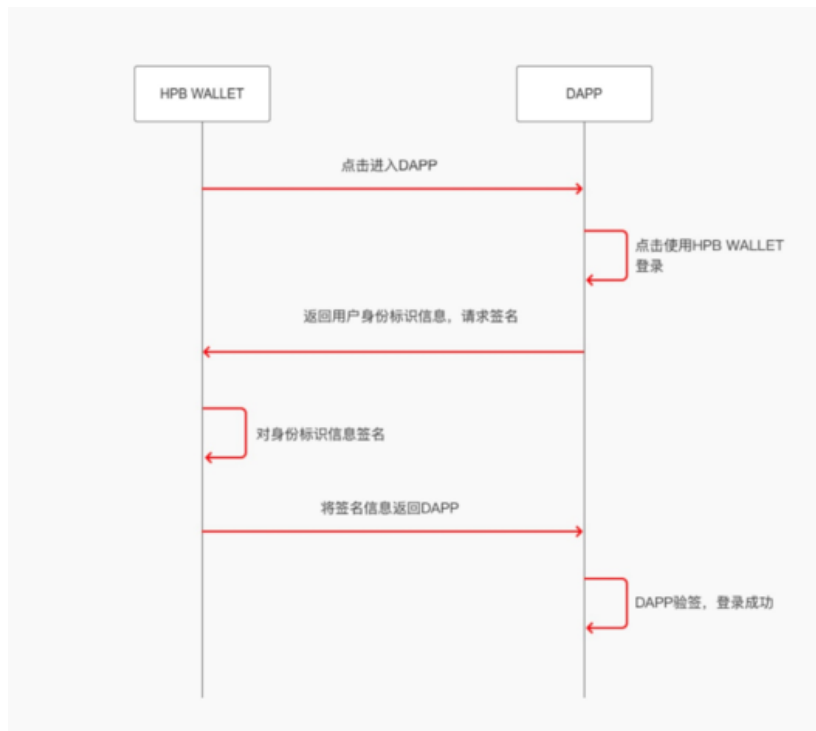 HPB WALLET
DAPP
点击进入DAPP
点击使用HPB WALLET
登录
返回用户身份标识信息，请求签名
对身份标识信息签名
将签名信息返回DAPP
DAPP验签，登录成功